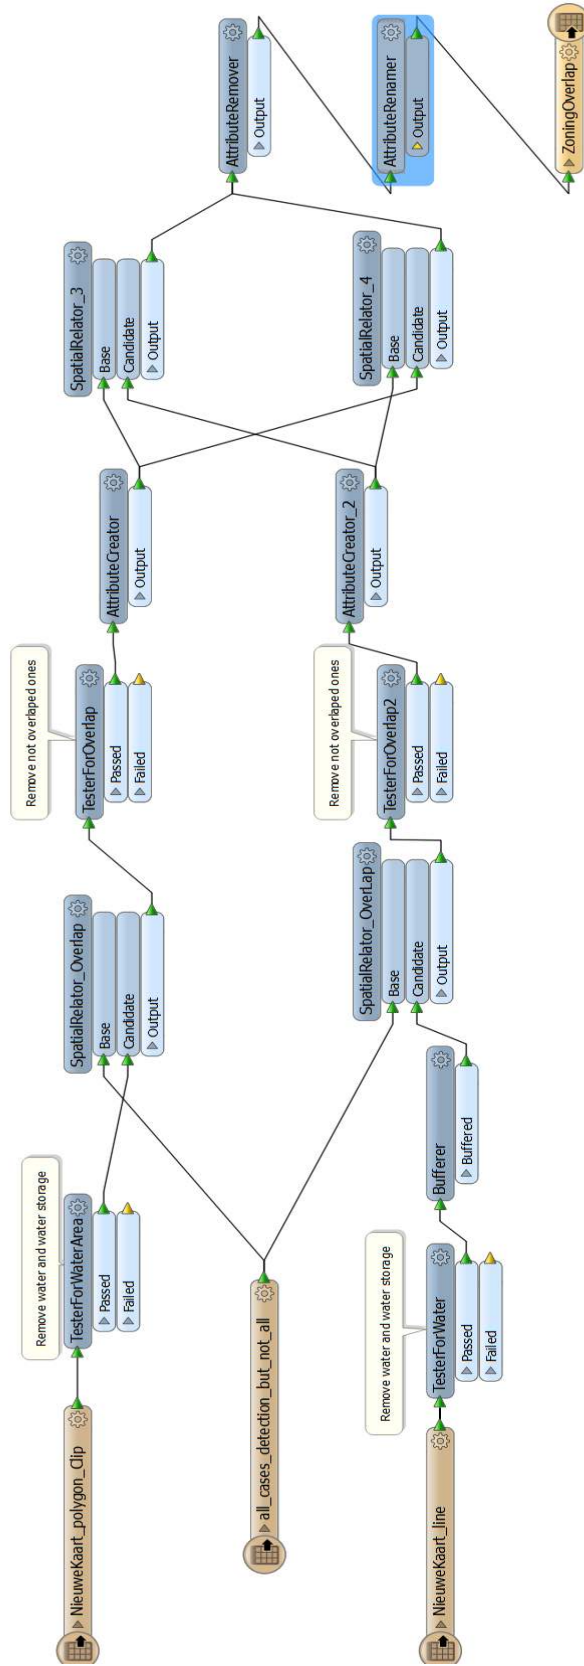 NieuweKaart_polygon_Clip
Remove water and water storage
TesterForWaterArea
Passed
Failed
SpatialRelator_Overlap
Base
Candidate
Output
Remove not overlaped ones
TesterForOverlap
Passed
Failed
AttributeCreator
Output
SpatialRelator_3
Base
Candidate
Output
AttributeRemover
Output
all_cases_detection_but_not_all
NieuweKaart_line
Remove water and water storage
TesterForWater
Passed
Failed
Bufferer
Buffered
SpatialRelator_OverLap
Base
Candidate
Output
Remove not overlaped ones
TesterForOverlap2
Passed
Failed
AttributeCreator_2
Output
SpatialRelator_4
Base
Candidate
Output
AttributeRenamer
Output
ZoningOverlap